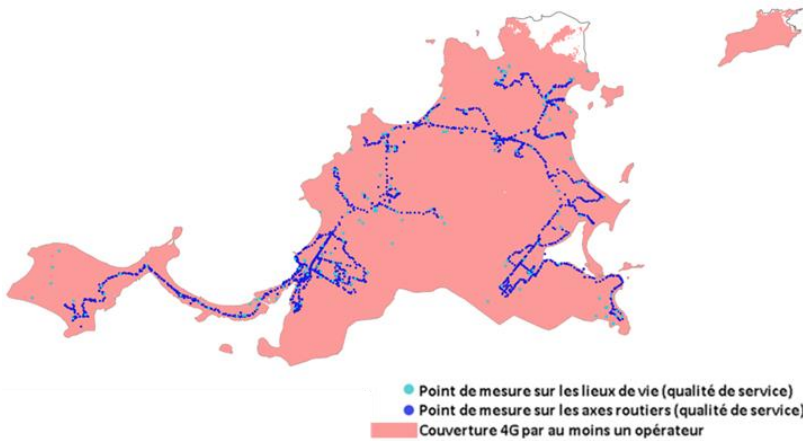 Point de mesure sur les lieux de vie (qualité de service)
Point de mesure sur les axes routiers (qualité de service)
Couverture 4G par au moins un opérateur